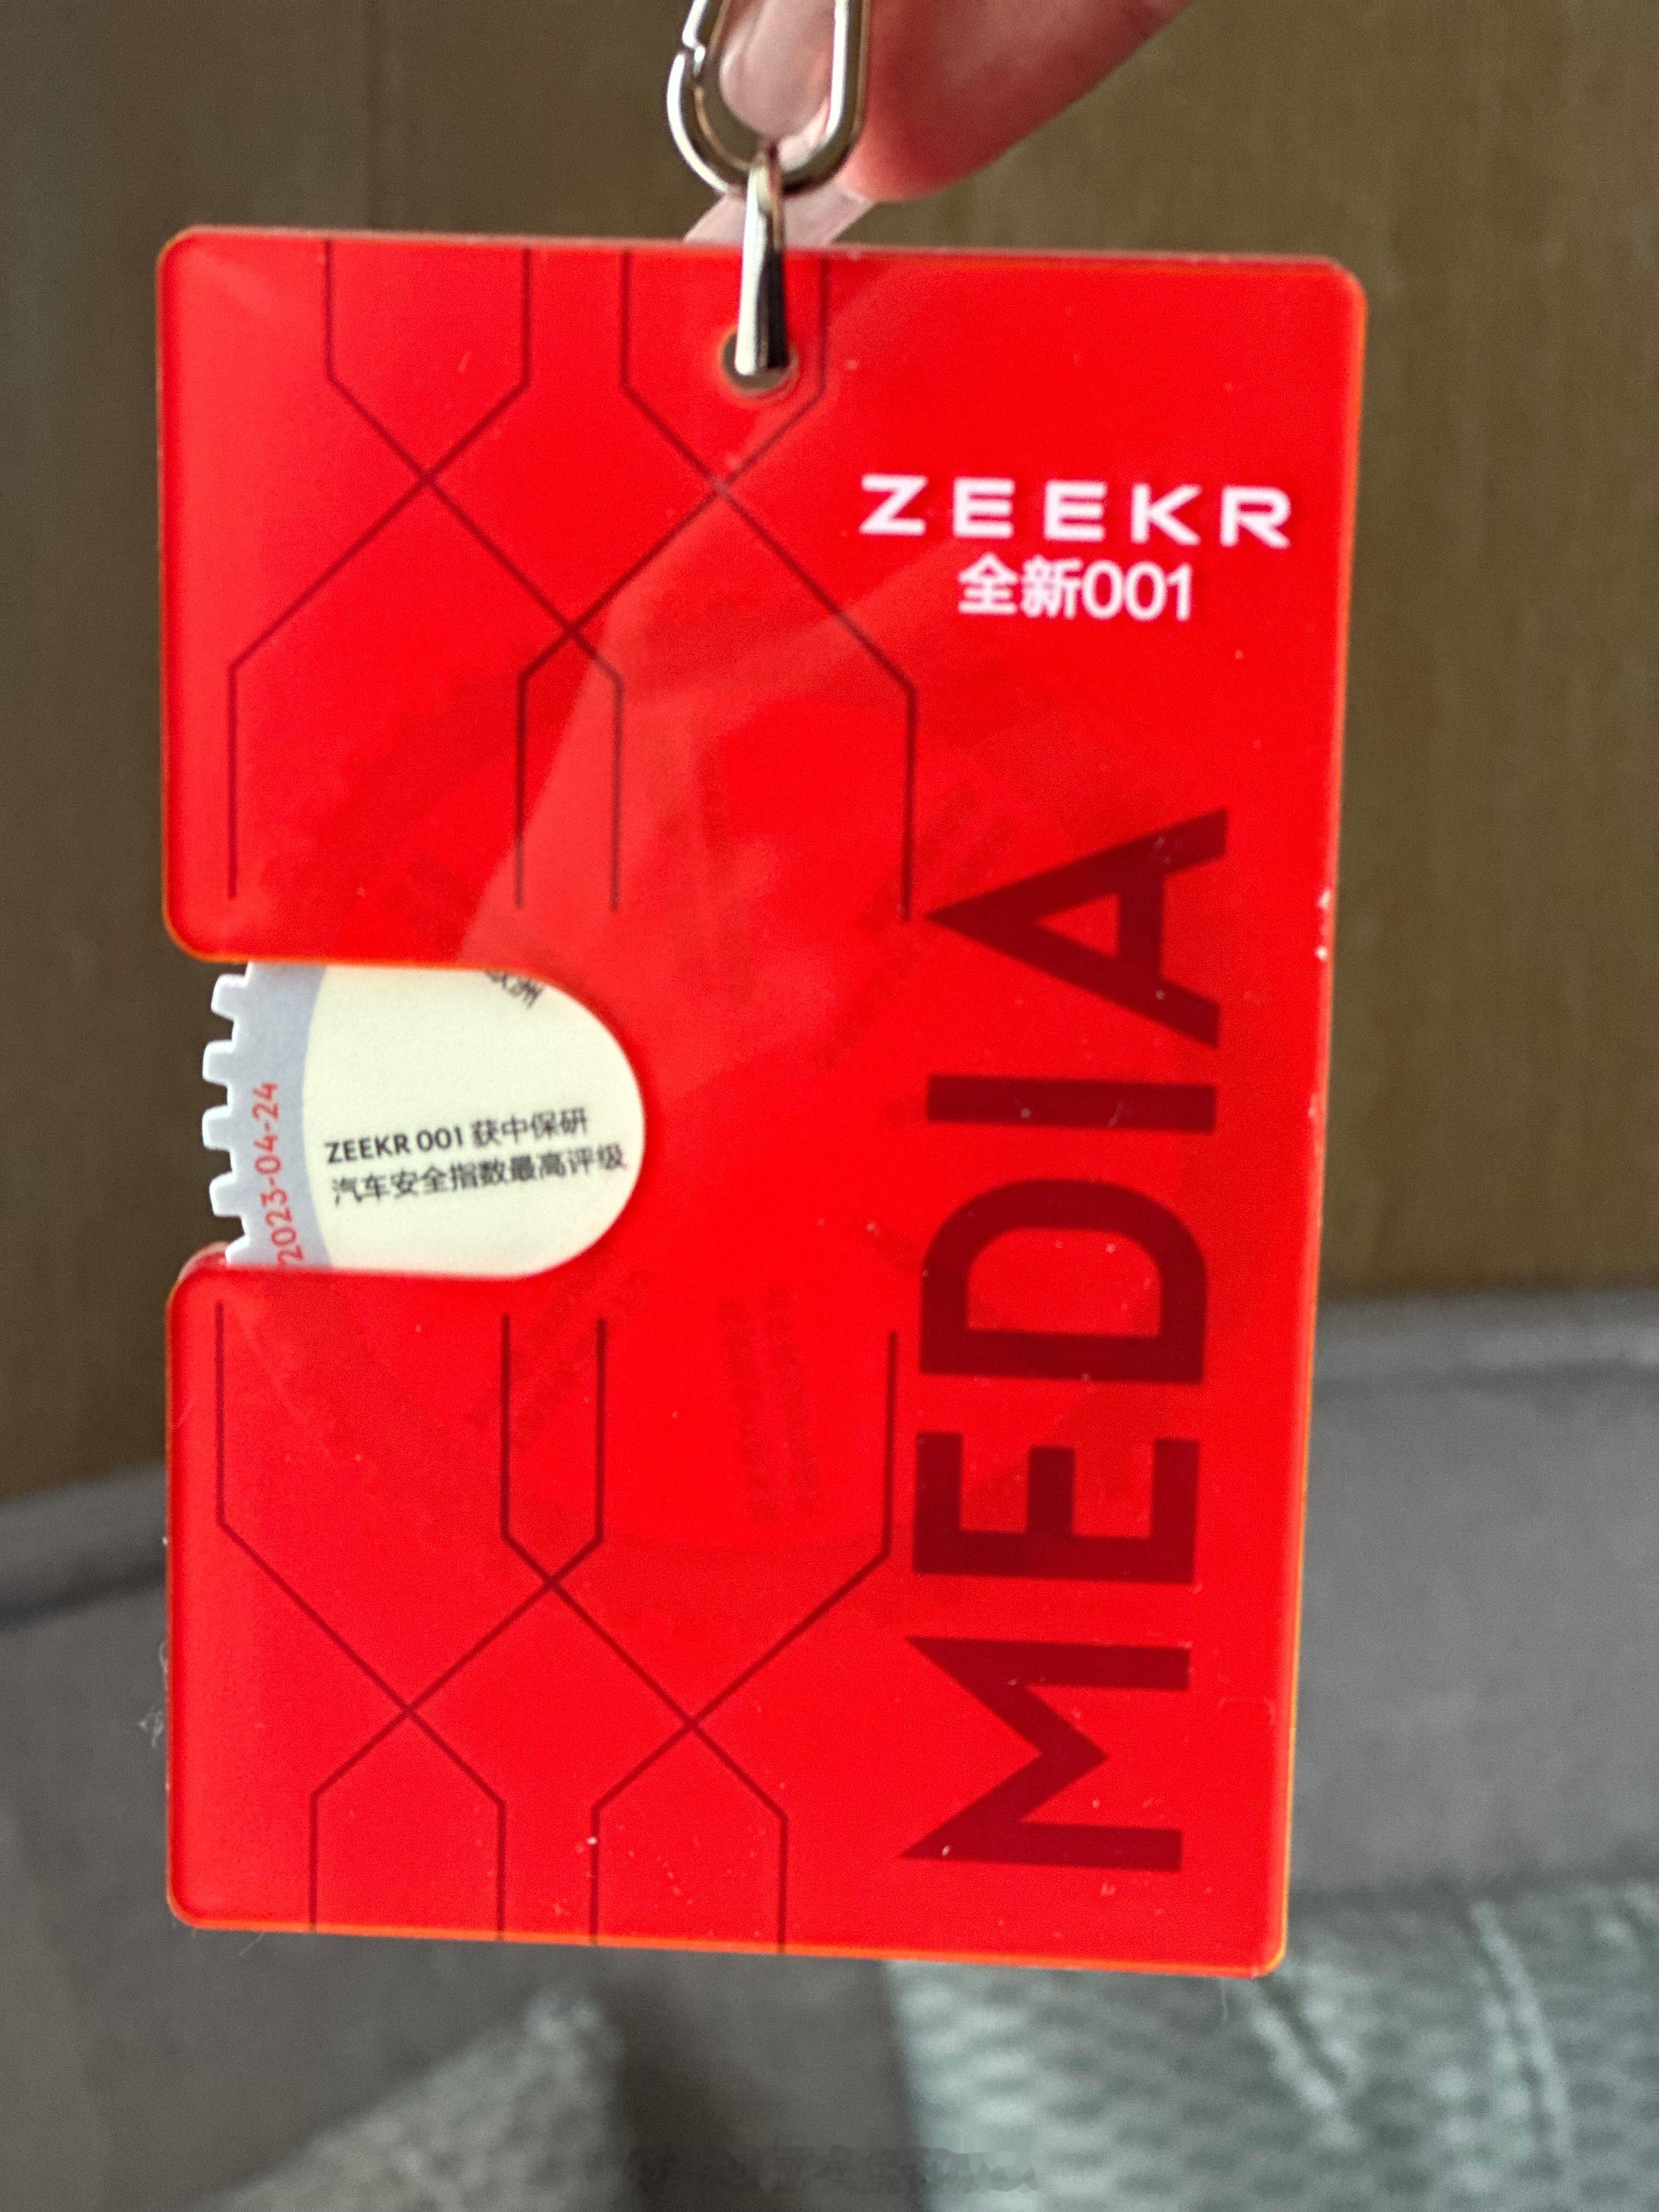 ZEEKR
全新001
MEDIA
2023-04-24
ZEEKR 001 获中保研
汽车安全指数最高评级